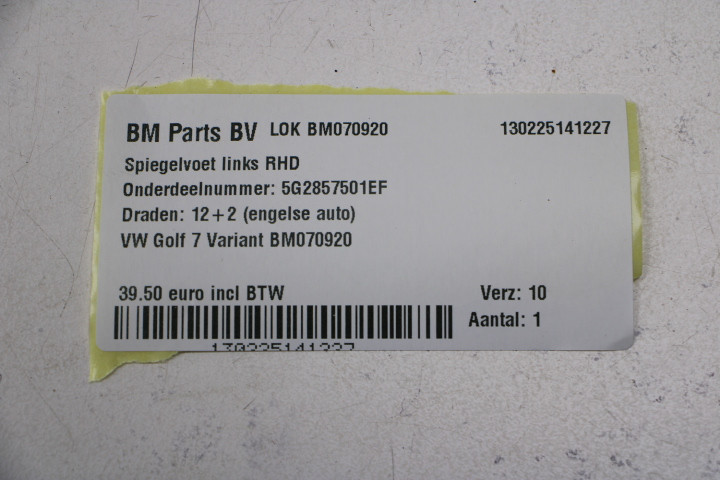 BM Parts BV LOK BM070920 130225141227
Spiegelvoet links RHD
Onderdeelnummer: 5G2857501EF
Draden: 12+2 (engelse auto)
VW Golf 7 Variant BM070920
39.50 euro incl BTW Verz: 10
Aantal: 1
130225141227